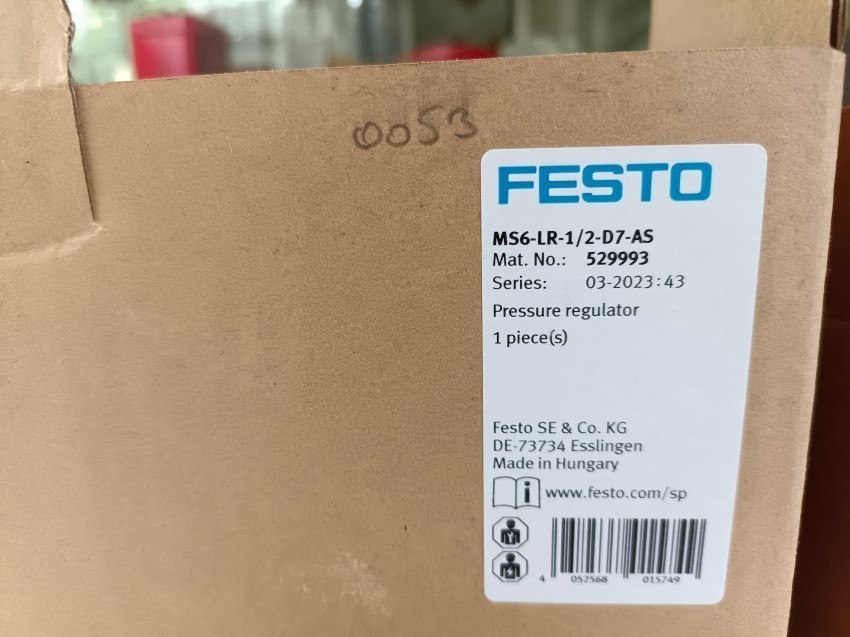 0053
FESTO
MS6-LR-1/2-D7-AS
Mat. No.: 529993
Series: 03-2023:43
Pressure regulator
1 piece(s)
Festo SE & Co. KG
DE-73734 Esslingen
Made in Hungary
i www.festo.com/sp
4 052568 015749